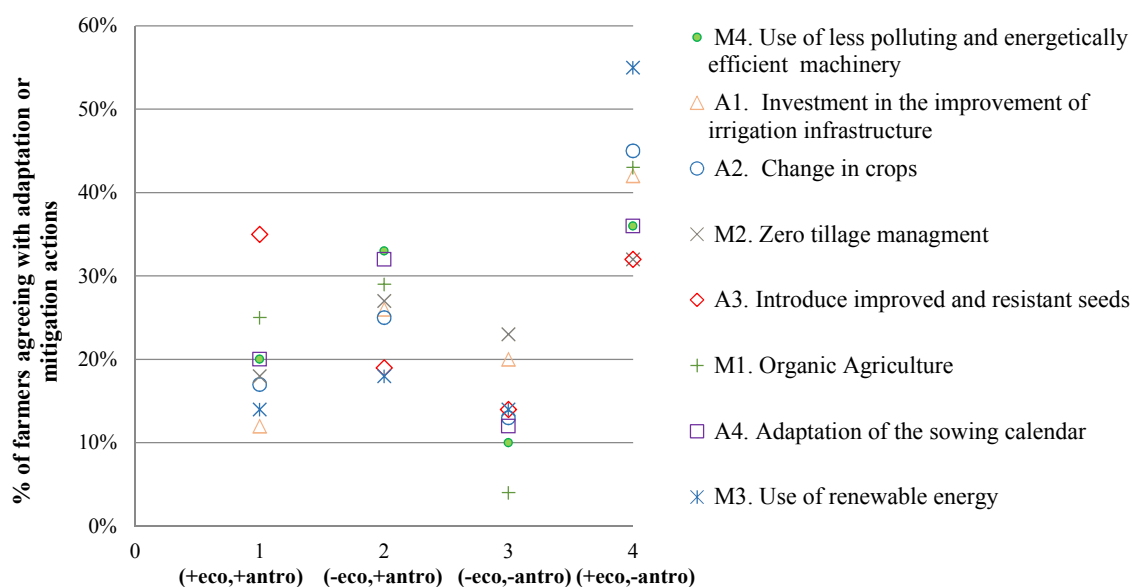 % of farmers agreeing with adaptation or
mitigation actions
60%
50%
40%
30%
20%
10%
0%
0
1
2
3
4
(+eco,+antro)
(-eco,+antro)
(-eco,-antro)
(+eco,-antro)
M4. Use of less polluting and energetically
efficient machinery
A1. Investment in the improvement of
irrigation infrastructure
A2. Change in crops
M2. Zero tillage managment
A3. Introduce improved and resistant seeds
M1. Organic Agriculture
A4. Adaptation of the sowing calendar
M3. Use of renewable energy